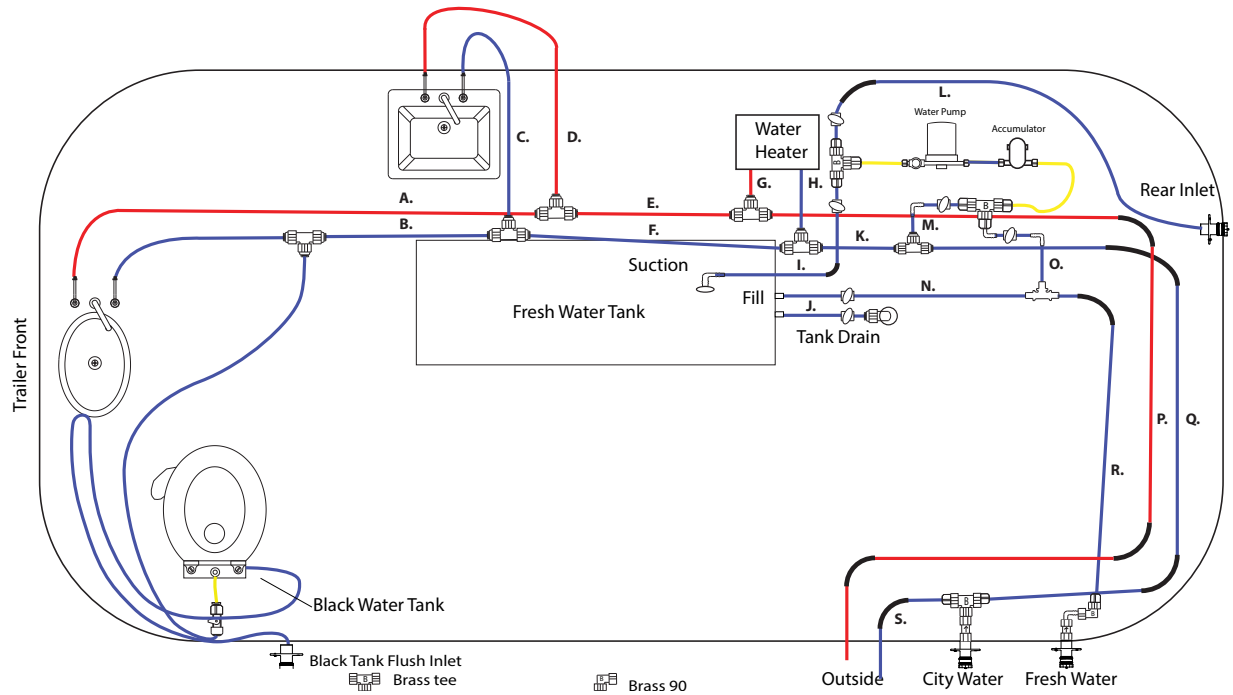 L.
Water Pump
Accumulator
Water
Heater
C.
D.
G.
H.
Rear Inlet
A.
E.
B.
F.
M.
K.
Suction
I.
O.
Fill
N.
Fresh Water Tank
J.
Tank Drain
Trailer Front
P.
Q.
R.
Black Water Tank
S.
Black Tank Flush Inlet
Outside
City Water
Fresh Water
B
Brass tee
B
Brass 90
B
B
B
B
B